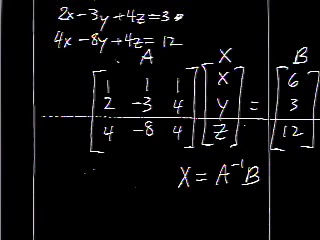 2x-3y+4z=3
4x-8y+4z=12
A X B
[1 1 1] [X] [6]
[2 -3 4] [y] = [3]
[4 -8 4] [z] [12]
X = A⁻¹B